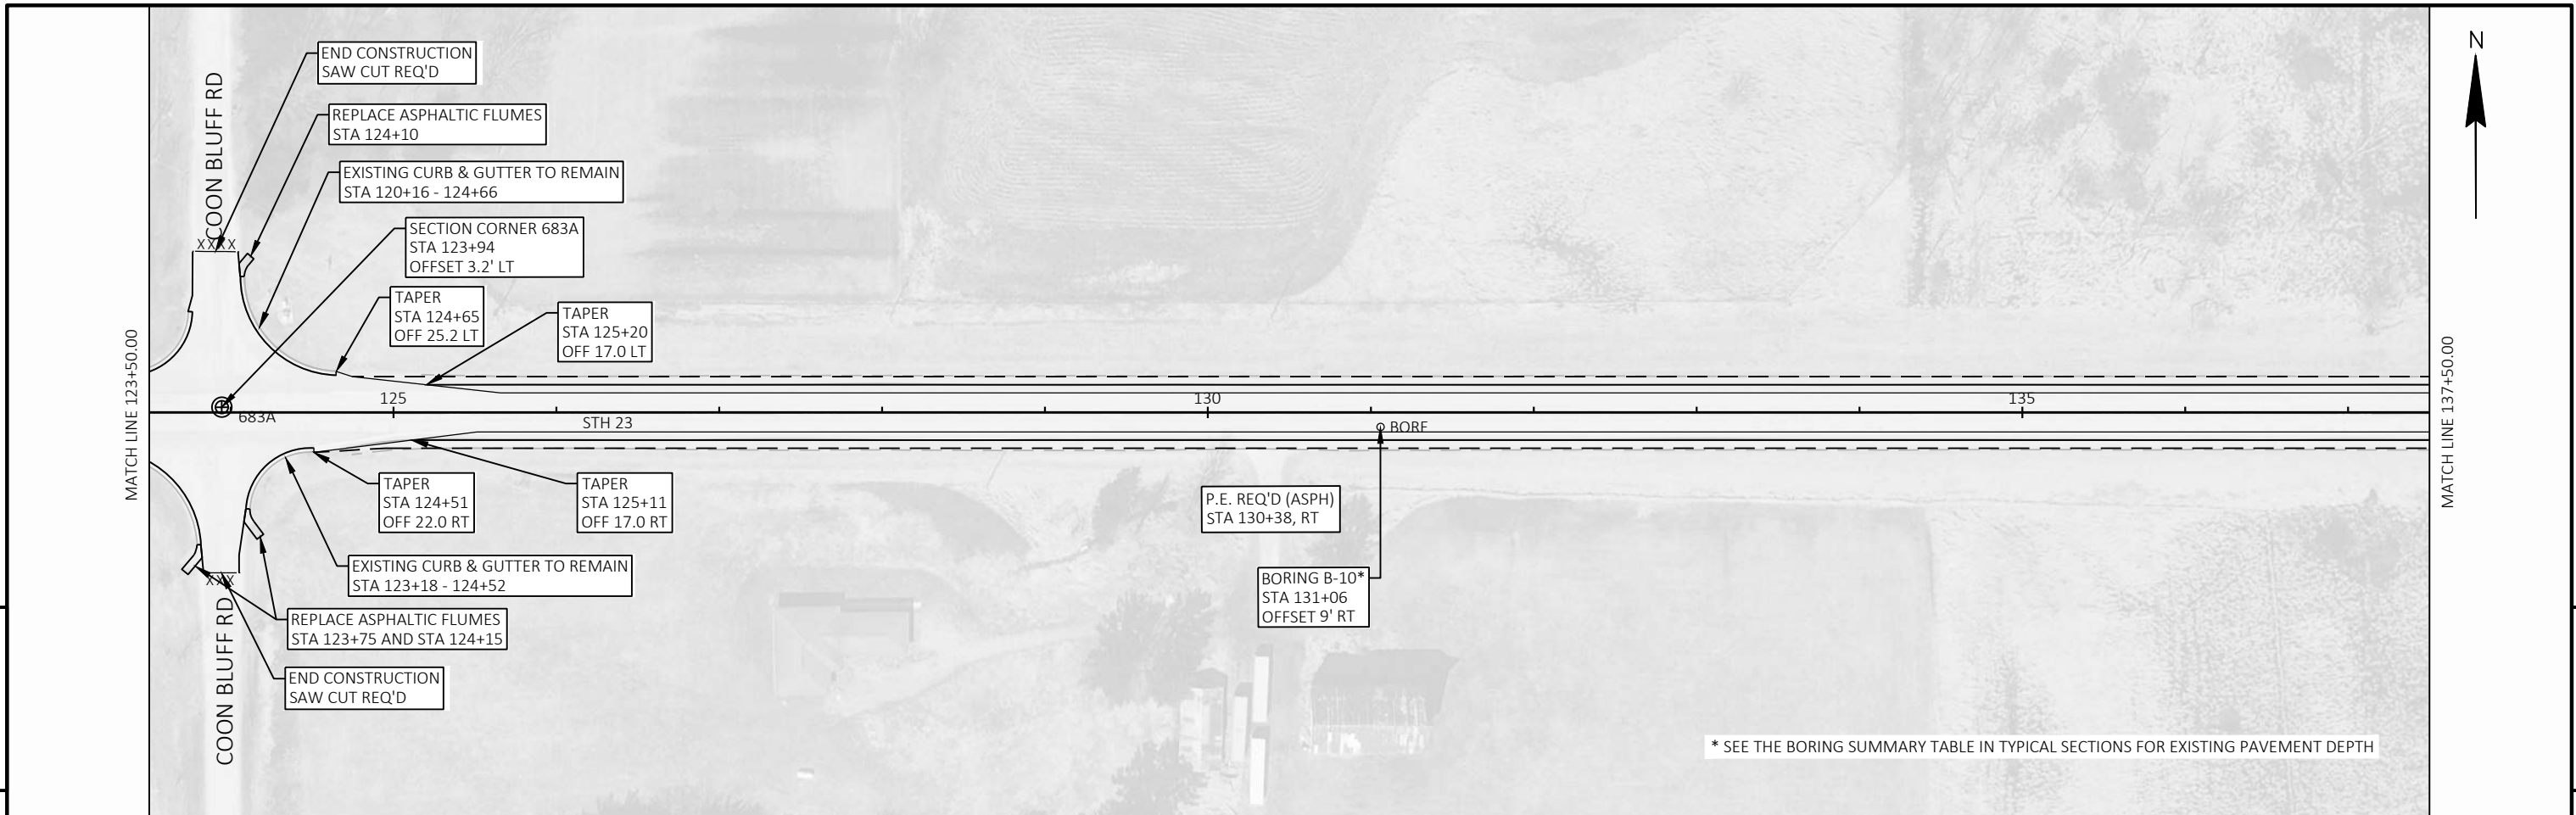 N
END CONSTRUCTION
SAW CUT REQ'D
COON BLUFF RD
REPLACE ASPHALTIC FLUMES
STA 124+10
EXISTING CURB & GUTTER TO REMAIN
STA 120+16 - 124+66
SECTION CORNER 683A
STA 123+94
OFFSET 3.2' LT
XXXX
TAPER
STA 124+65
OFF 25.2 LT
TAPER
STA 125+20
OFF 17.0 LT
MATCH LINE 123+50.00
MATCH LINE 137+50.00
125
130
135
683A
STH 23
BORE
TAPER
STA 124+51
OFF 22.0 RT
TAPER
STA 125+11
OFF 17.0 RT
P.E. REQ'D (ASPH)
STA 130+38, RT
EXISTING CURB & GUTTER TO REMAIN
STA 123+18 - 124+52
XXX
BORING B-10*
STA 131+06
OFFSET 9' RT
REPLACE ASPHALTIC FLUMES
STA 123+75 AND STA 124+15
COON BLUFF RD
END CONSTRUCTION
SAW CUT REQ'D
* SEE THE BORING SUMMARY TABLE IN TYPICAL SECTIONS FOR EXISTING PAVEMENT DEPTH